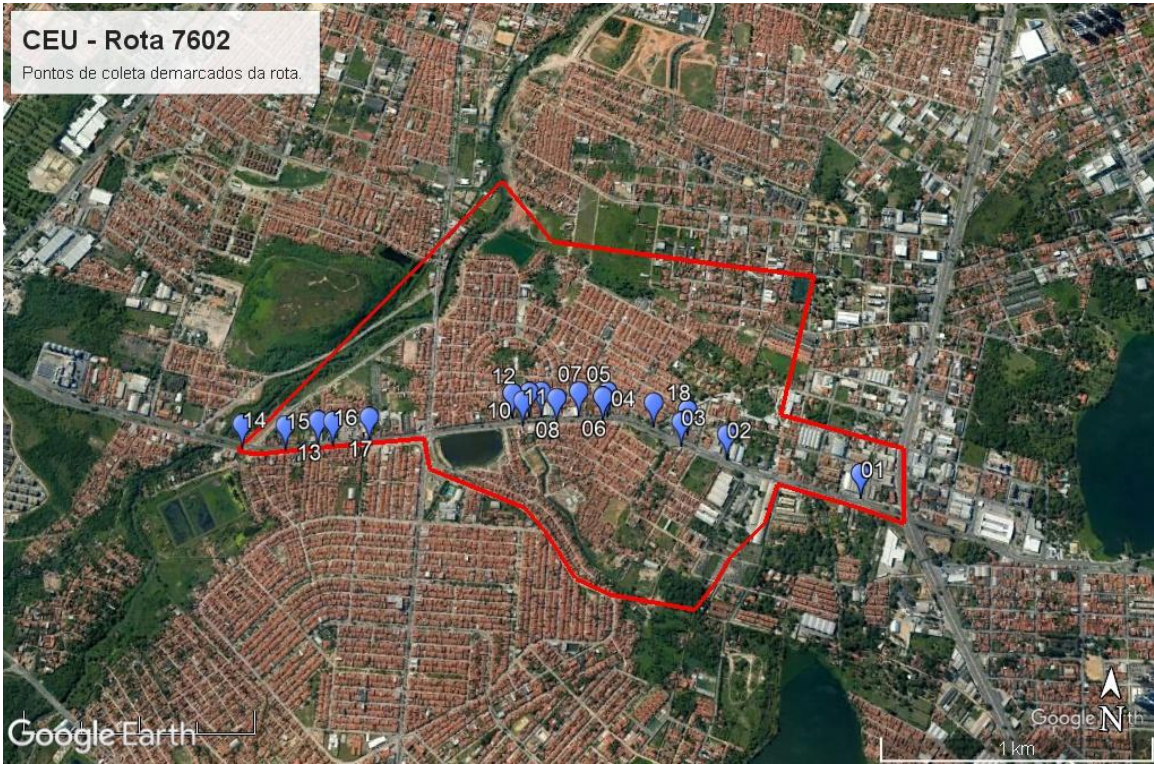 CEU - Rota 7602
Pontos de coleta demarcados da rota.
12 07 05
11 04 18
14 15 16 10 03
13 17 08 06 02
01
Google Earth
Google
N
1 km